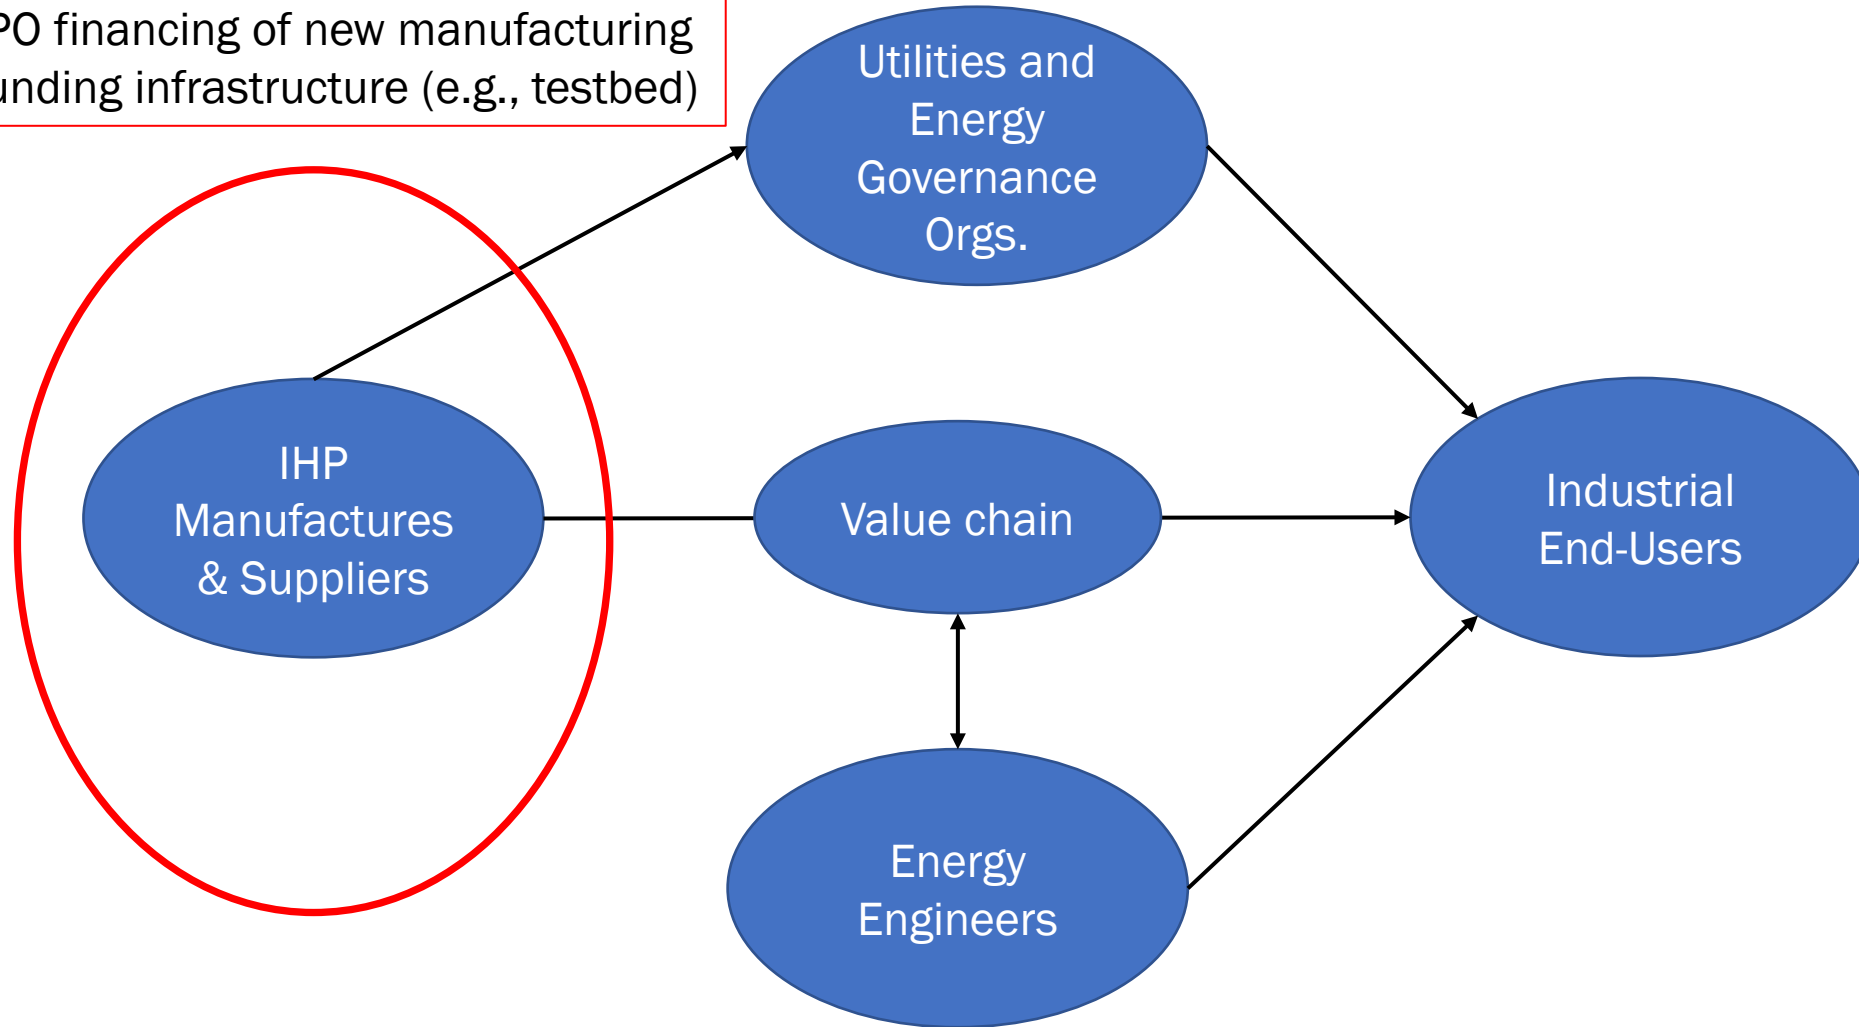 PO financing of new manufacturing
unding infrastructure (e.g., testbed)
Utilities and
Energy
Governance
Orgs.
IHP
Manufactures
& Suppliers
Value chain
Industrial
End-Users
Energy
Engineers